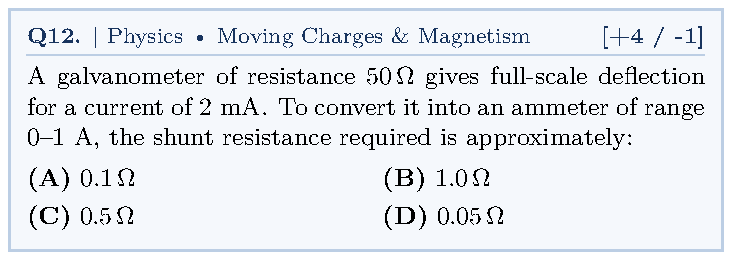 Q12. | Physics • Moving Charges & Magnetism [+4 / -1]
A galvanometer of resistance 50 Ω gives full-scale deflection
for a current of 2 mA. To convert it into an ammeter of range
0–1 A, the shunt resistance required is approximately:
(A) 0.1 Ω (B) 1.0 Ω
(C) 0.5 Ω (D) 0.05 Ω